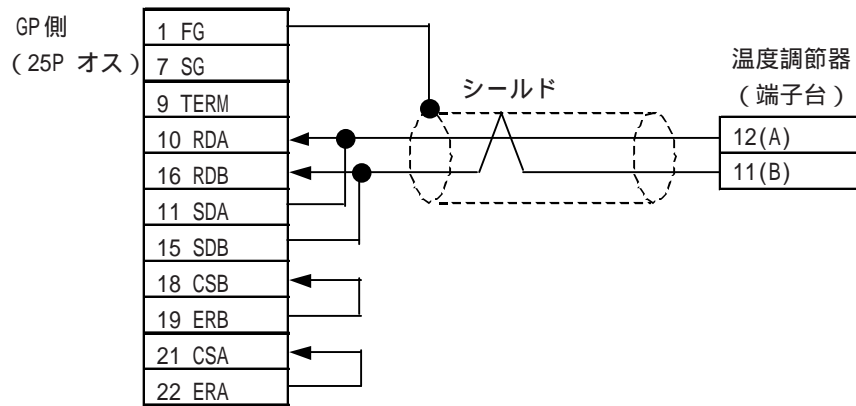 GP側
(25P オス)
1 FG
7 SG
9 TERM
10 RDA
16 RDB
11 SDA
15 SDB
18 CSB
19 ERB
21 CSA
22 ERA
シールド
温度調節器
(端子台)
12(A)
11(B)